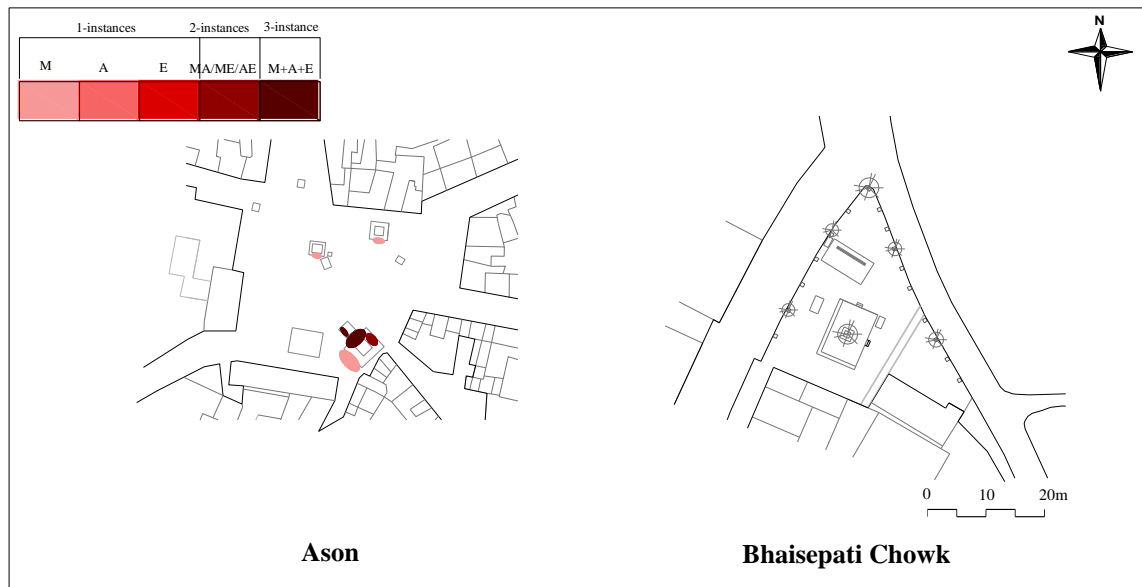 1-instances 2-instances 3-instance
M A E MA/ME/AE M+A+E
N
0 10 20m
Ason
Bhaisepati Chowk